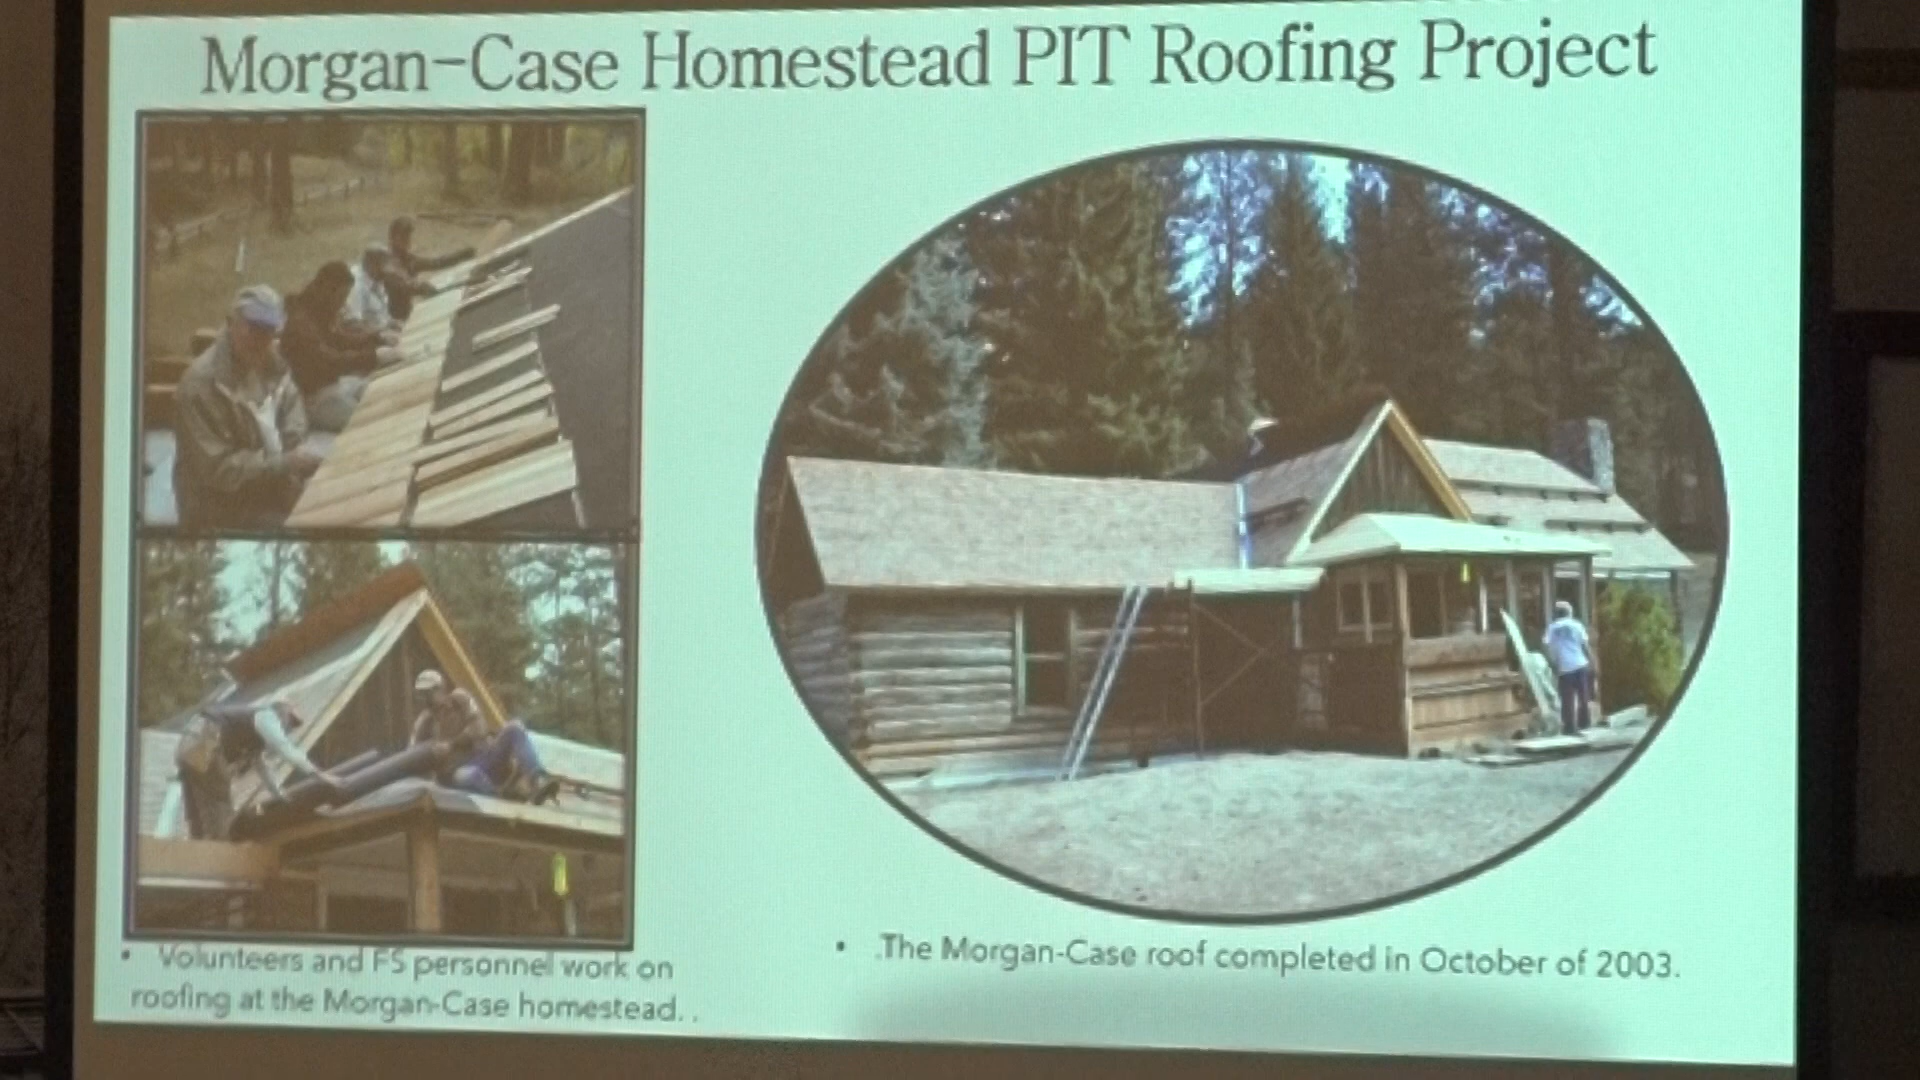 Morgan-Case Homestead PIT Roofing Project
• Volunteers and FS personnel work on
roofing at the Morgan-Case homestead. .
• .The Morgan-Case roof completed in October of 2003.